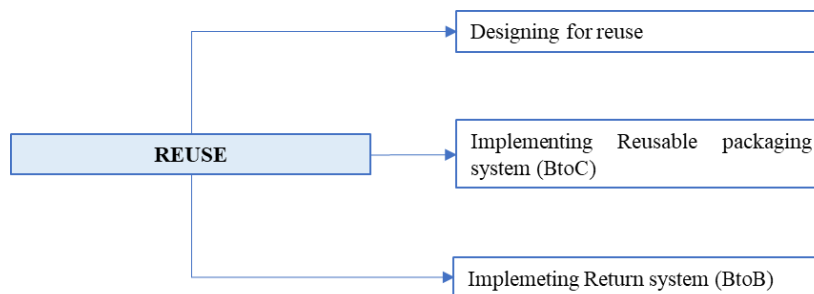 Designing for reuse
REUSE
Implementing Reusable packaging
system (BtoC)
Implemeting Return system (BtoB)